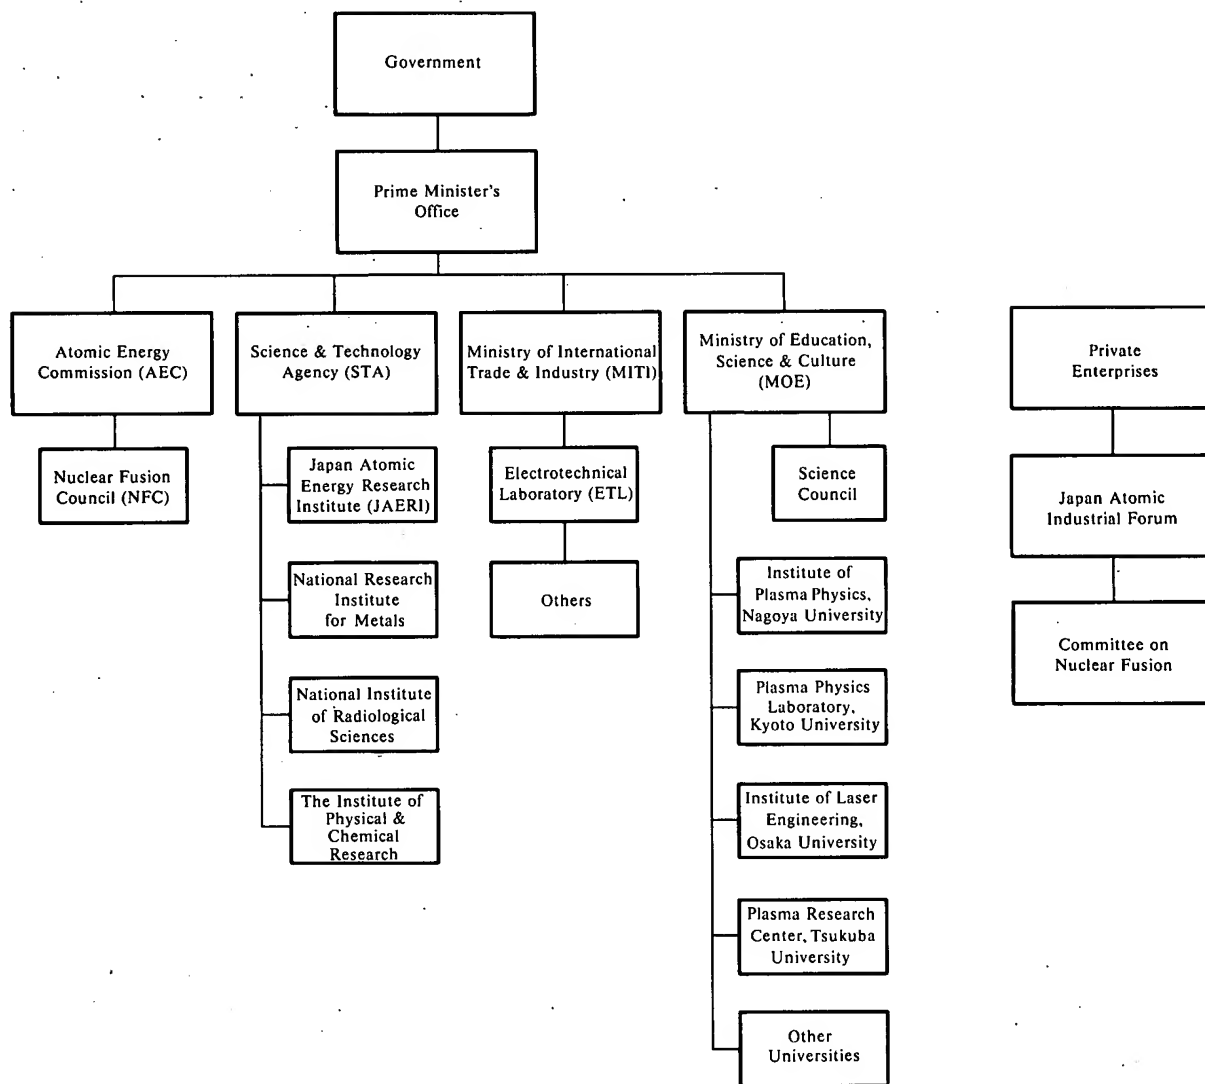 Government
Prime Minister's
Office
Atomic Energy
Commission (AEC)
Science & Technology
Agency (STA)
Ministry of International
Trade & Industry (MITI)
Ministry of Education,
Science & Culture
(MOE)
Private
Enterprises
Nuclear Fusion
Council (NFC)
Japan Atomic
Energy Research
Institute (JAERI)
Electrotechnical
Laboratory (ETL)
Science
Council
Japan Atomic
Industrial Forum
National Research
Institute
for Metals
Others
Institute of
Plasma Physics,
Nagoya University
Committee on
Nuclear Fusion
National Institute
of Radiological
Sciences
Plasma Physics
Laboratory,
Kyoto University
The Institute of
Physical &
Chemical
Research
Institute of Laser
Engineering,
Osaka University
Plasma Research
Center, Tsukuba
University
Other
Universities